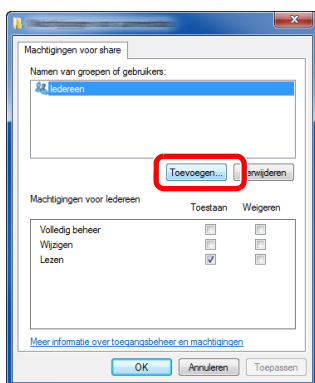 Machtigingen voor share
Namen van groepen of gebruikers:
Iedereen
Toevoegen... erwijderen
Machtigingen voor Iedereen Toestaan Weigeren
Volledig beheer
Wijzigen
Lezen
Meer informatie over toegangsbeheer en machtigingen
OK Annuleren Toepassen